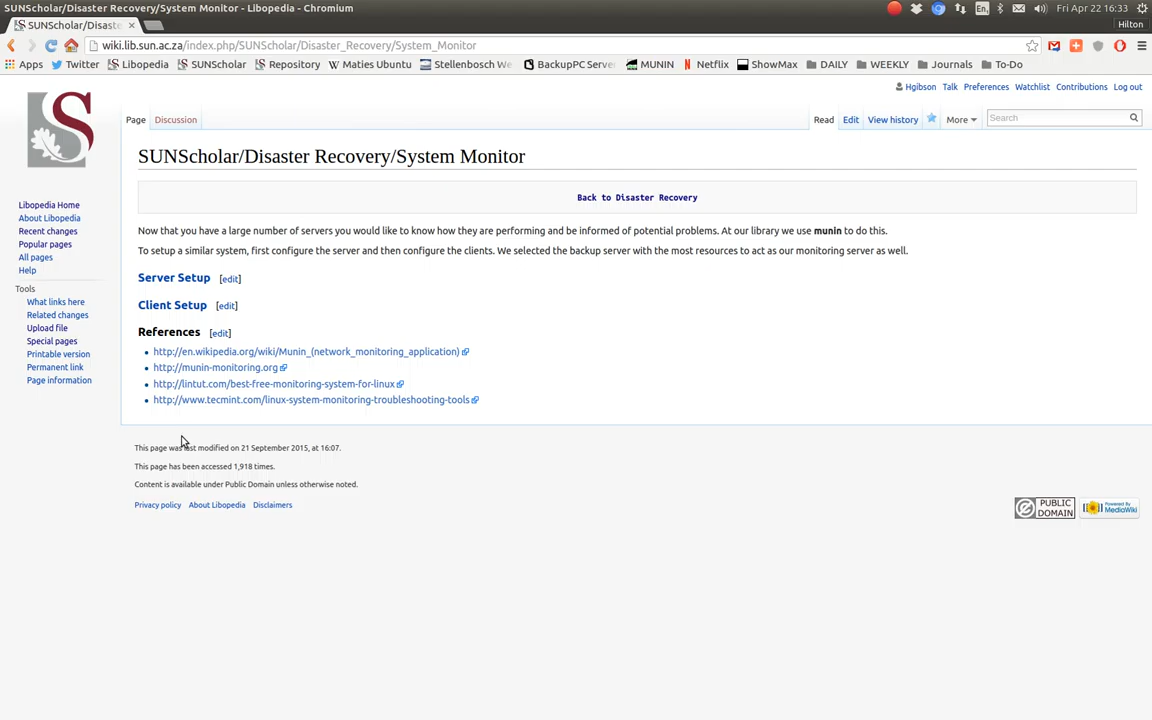 SUNScholar/Disaster Recovery/System Monitor - Libopedia - Chromium
En
Fri Apr 22 16:33
SUNScholar/Disaste
Hilton
wiki.lib.sun.ac.za/index.php/SUNScholar/Disaster_Recovery/System_Monitor
Apps Twitter Libopedia SUNScholar Repository Maties Ubuntu Stellenbosch We BackupPC Serve MUNIN Netflix ShowMax DAILY WEEKLY Journals To-Do
Hgibson Talk Preferences Watchlist Contributions Log out
Page Discussion Read Edit View history More Search
SUNScholar/Disaster Recovery/System Monitor
Back to Disaster Recovery
Now that you have a large number of servers you would like to know how they are performing and be informed of potential problems. At our library we use munin to do this.
To setup a similar system, first configure the server and then configure the clients. We selected the backup server with the most resources to act as our monitoring server as well.
Server Setup [edit]
Client Setup [edit]
References [edit]
http://en.wikipedia.org/wiki/Munin_(network_monitoring_application)
http://munin-monitoring.org
http://lintut.com/best-free-monitoring-system-for-linux
http://www.tecmint.com/linux-system-monitoring-troubleshooting-tools
Libopedia Home
About Libopedia
Recent changes
Popular pages
All pages
Help
Tools
What links here
Related changes
Upload file
Special pages
Printable version
Permanent link
Page information
This page was last modified on 21 September 2015, at 16:07.
This page has been accessed 1,918 times.
Content is available under Public Domain unless otherwise noted.
Privacy policy About Libopedia Disclaimers
PUBLIC
DOMAIN
Powered By
MediaWiki